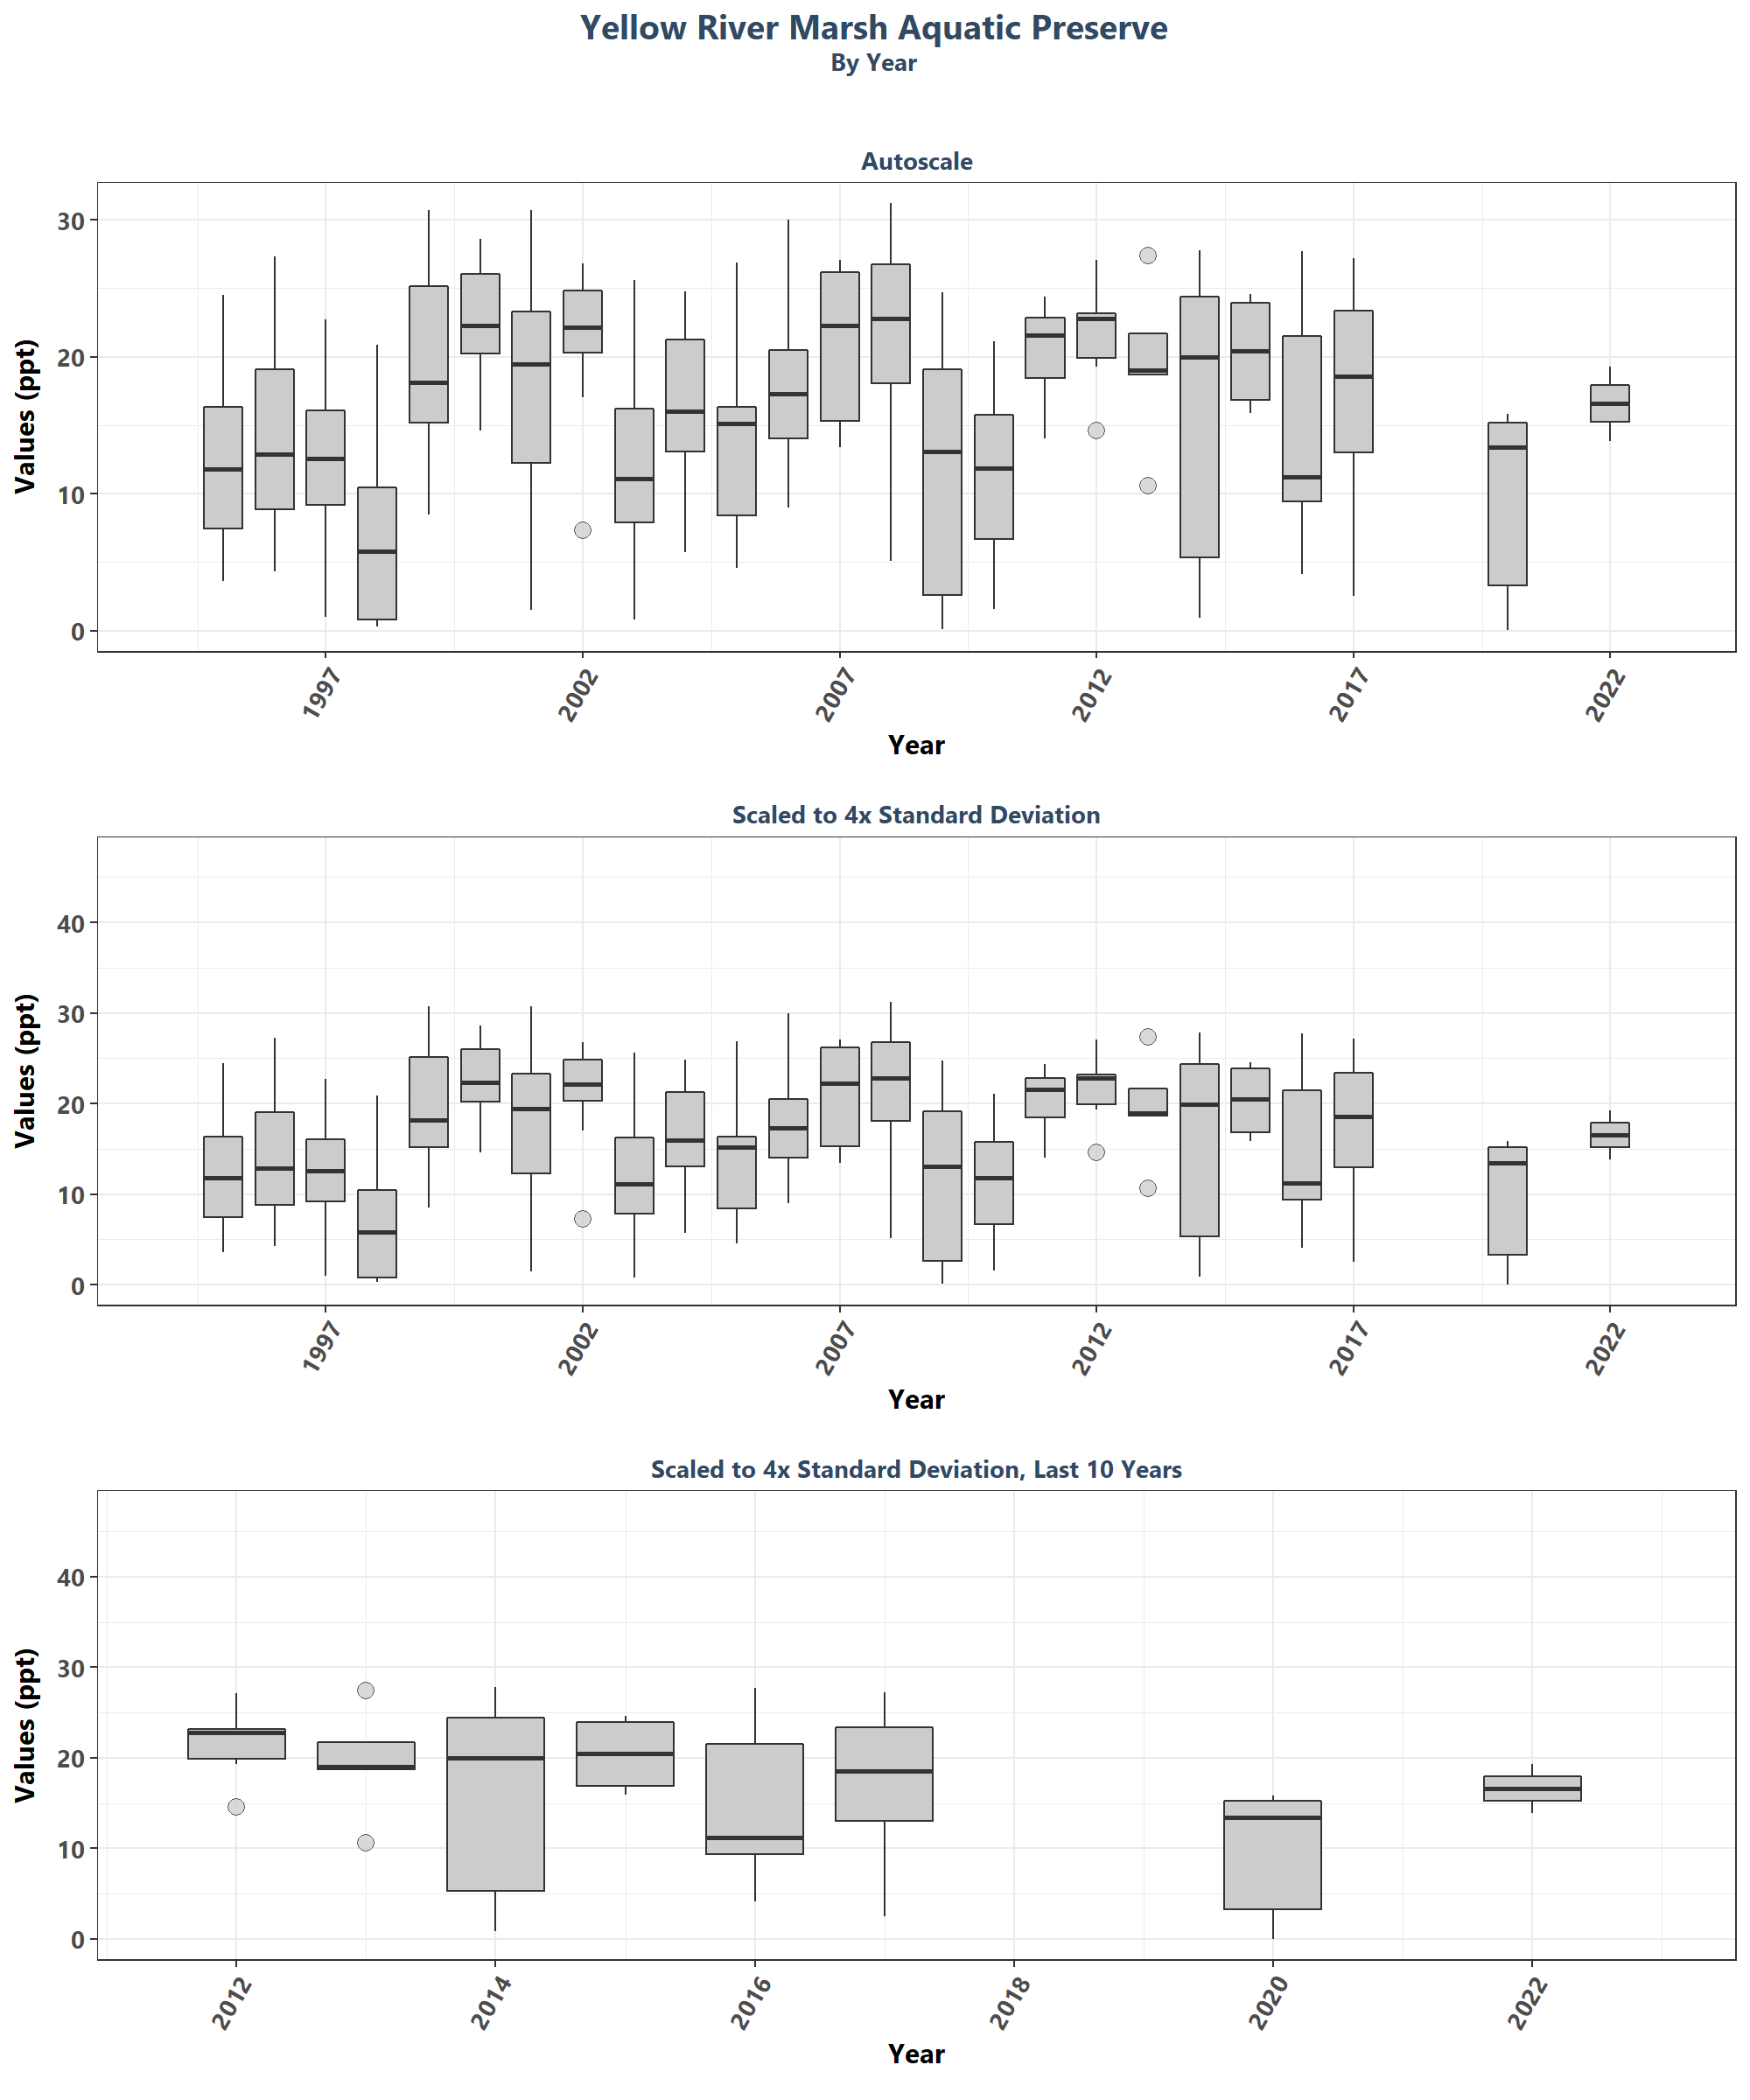 Yellow River Marsh Aquatic Preserve
By Year
Autoscale
Values (ppt)
30
20
10
0
1997
2002
2007
2012
2017
2022
Year
Scaled to 4x Standard Deviation
Values (ppt)
40
30
20
10
0
1997
2002
2007
2012
2017
2022
Year
Scaled to 4x Standard Deviation, Last 10 Years
Values (ppt)
40
30
20
10
0
2012
2014
2016
2018
2020
2022
Year